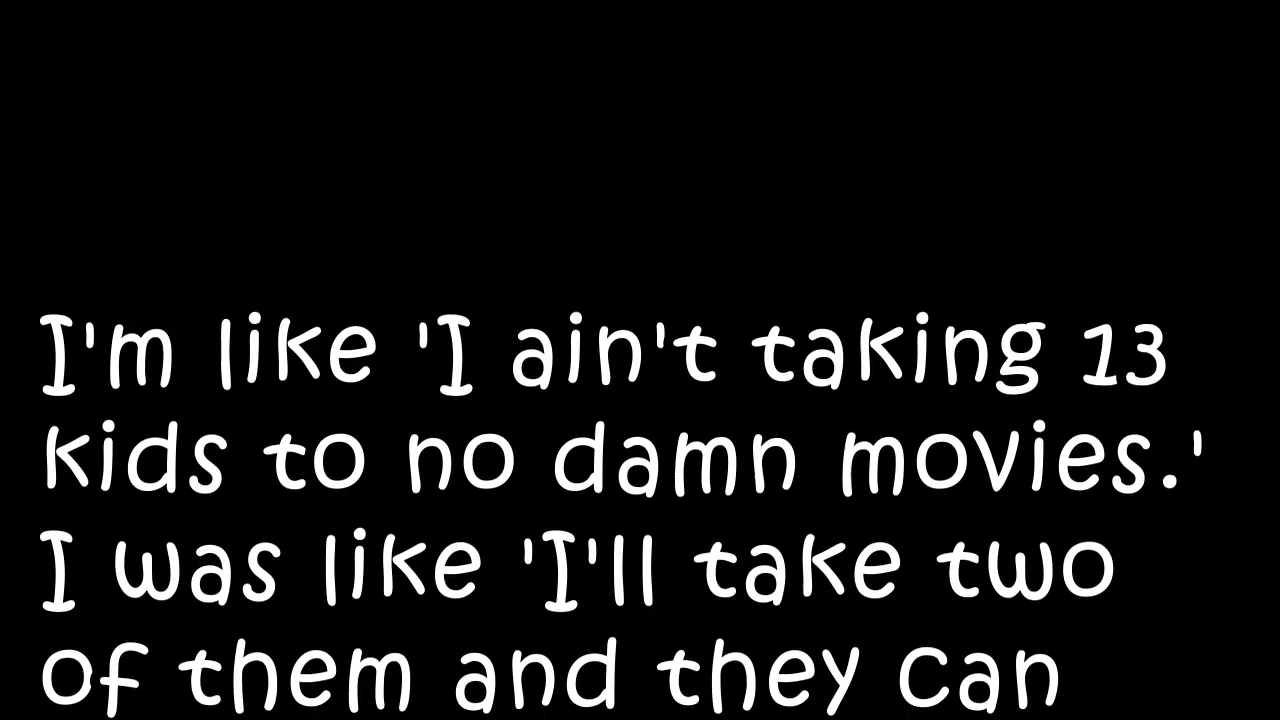 I'm like 'I ain't taking 13
kids to no damn movies.'
I was like 'I'll take two
of them and they can